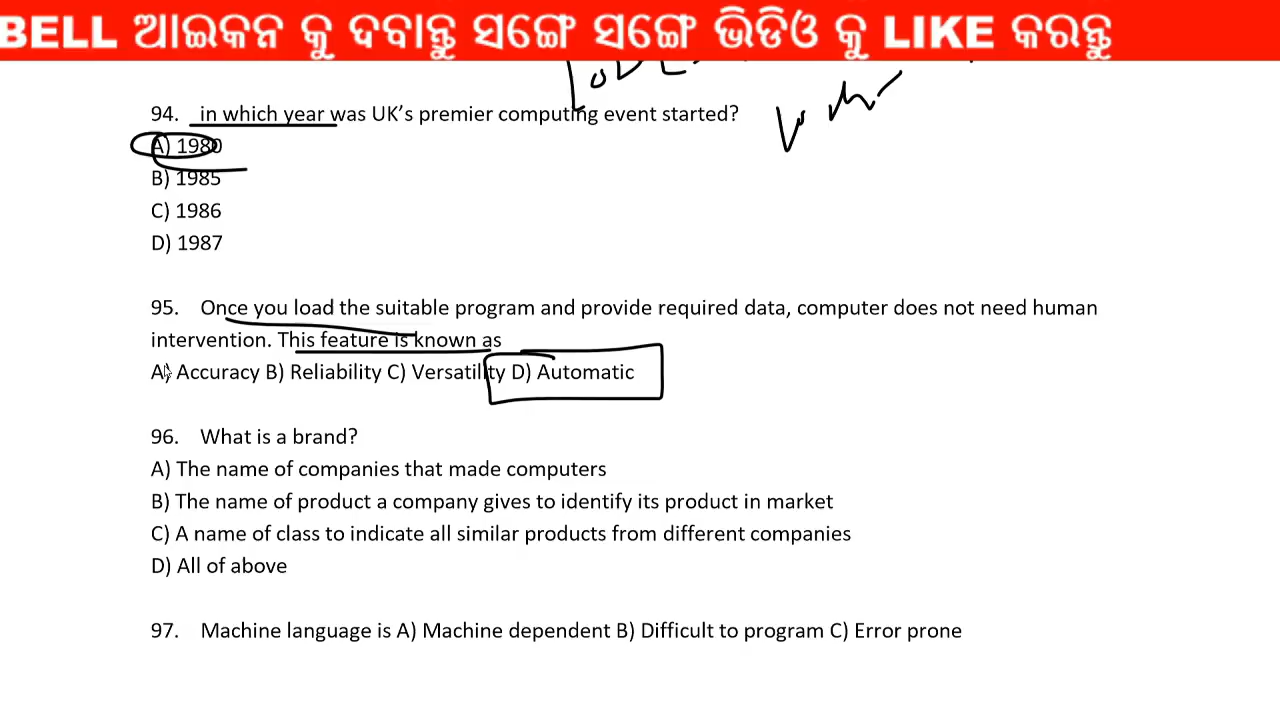 BELL ଆଇକନ କୁ ଦବାନ୍ତୁ ସଙ୍ଗେ ସଙ୍ଗେ ଭିଡିଓ କୁ LIKE କରନ୍ତୁ
94. in which year was UK’s premier computing event started?
A) 1980
B) 1985
C) 1986
D) 1987
95. Once you load the suitable program and provide required data, computer does not need human
intervention. This feature is known as
A) Accuracy B) Reliability C) Versatility D) Automatic
96. What is a brand?
A) The name of companies that made computers
B) The name of product a company gives to identify its product in market
C) A name of class to indicate all similar products from different companies
D) All of above
97. Machine language is A) Machine dependent B) Difficult to program C) Error prone